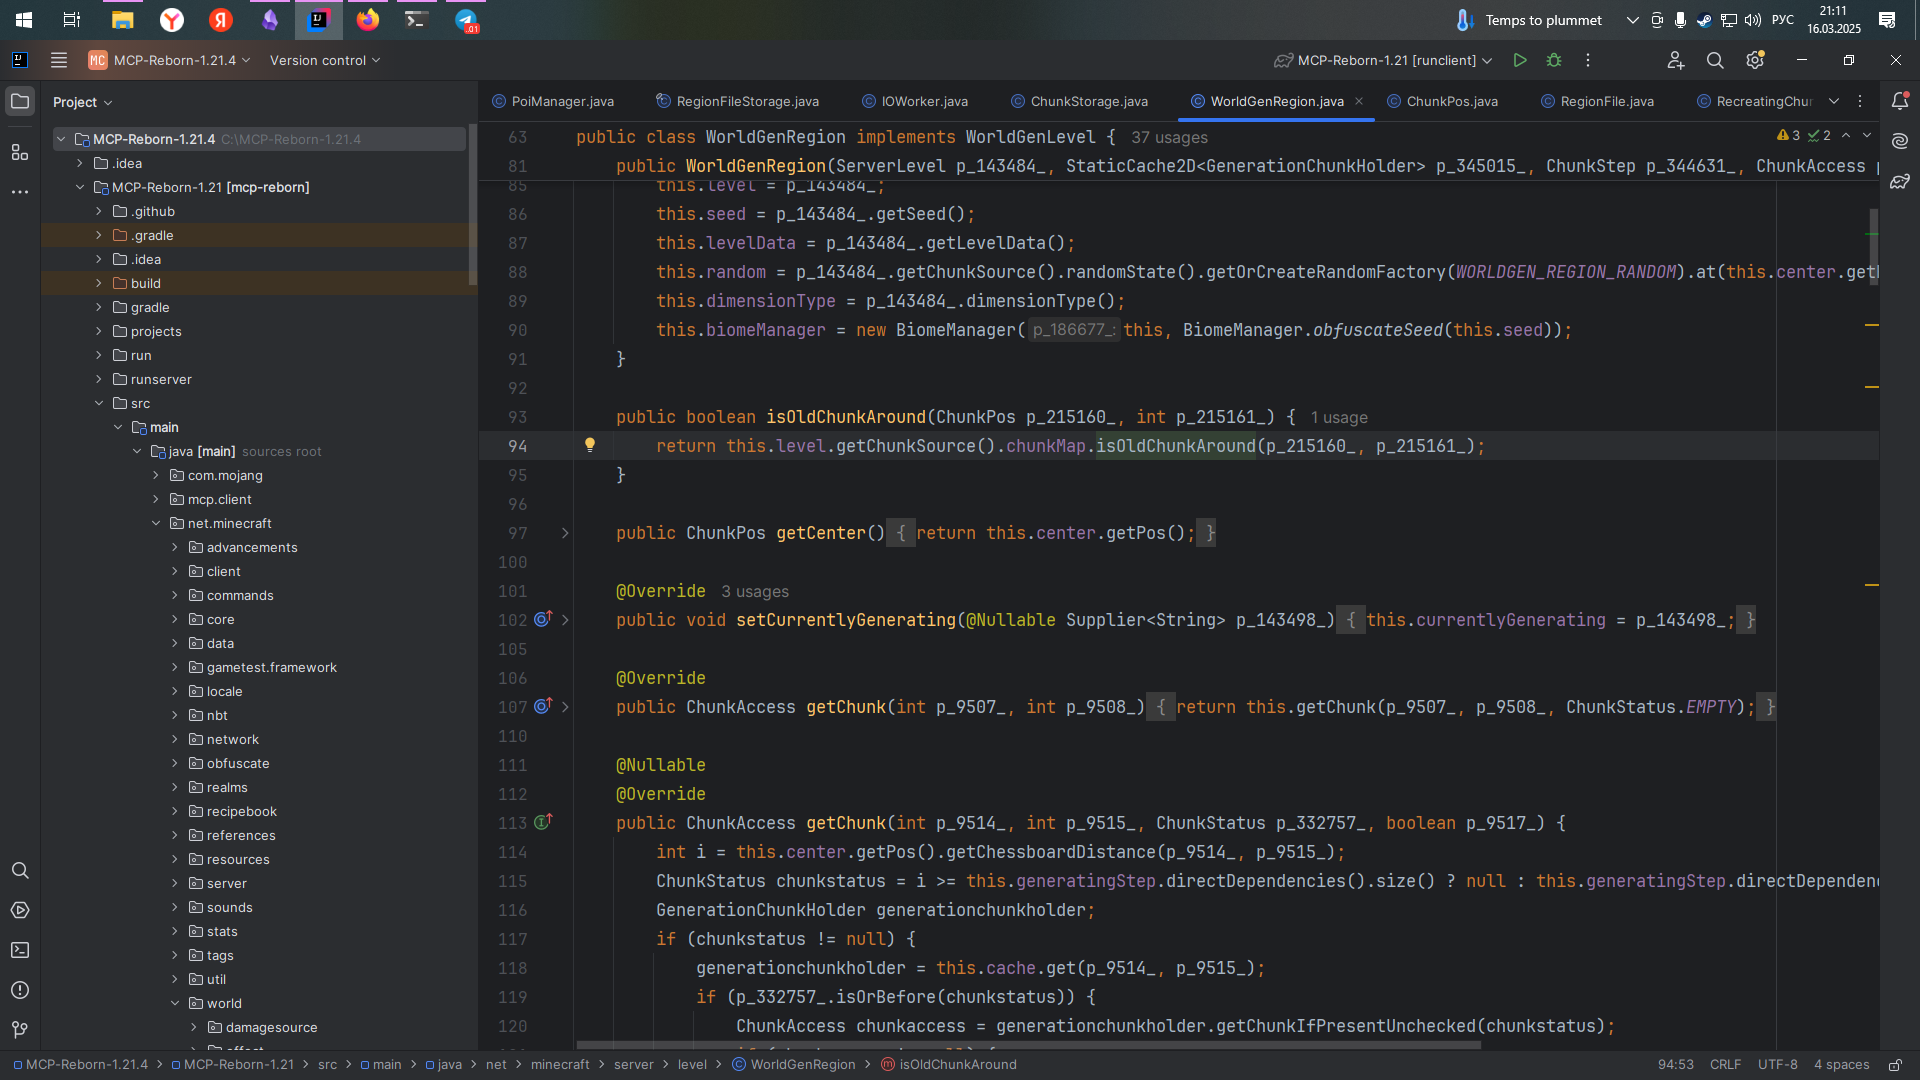 Temps to plummet
РУС
21:11
16.03.2025
..01
MC MCP-Reborn-1.21.4
Version control
MCP-Reborn-1.21 [runclient]
Project
PoiManager.java
RegionFileStorage.java
IOWorker.java
ChunkStorage.java
WorldGenRegion.java
ChunkPos.java
RegionFile.java
RecreatingChu
MCP-Reborn-1.21.4 C:\MCP-Reborn-1.21.4
.idea
MCP-Reborn-1.21 [mcp-reborn]
.github
.gradle
.idea
build
gradle
projects
run
runserver
src
main
java [main] sources root
com.mojang
mcp.client
net.minecraft
advancements
client
commands
core
data
gametest.framework
locale
nbt
network
obfuscate
realms
recipebook
references
resources
server
sounds
stats
tags
util
world
damagesource
63 public class WorldGenRegion implements WorldGenLevel { 37 usages
3 2
81 public WorldGenRegion(ServerLevel p_143484_, StaticCache2D<GenerationChunkHolder> p_345015_, ChunkStep p_344631_, ChunkAccess p
85 this.level = p_143484_;
86 this.seed = p_143484_.getSeed();
87 this.levelData = p_143484_.getLevelData();
88 this.random = p_143484_.getChunkSource().randomState().getOrCreateRandomFactory(WORLDGEN_REGION_RANDOM).at(this.center.get
89 this.dimensionType = p_143484_.dimensionType();
90 this.biomeManager = new BiomeManager( p_186677_: this, BiomeManager.obfuscateSeed(this.seed));
91 }
92
93 public boolean isOldChunkAround(ChunkPos p_215160_, int p_215161_) { 1 usage
94 return this.level.getChunkSource().chunkMap.isOldChunkAround(p_215160_, p_215161_);
95 }
96
97 public ChunkPos getCenter() { return this.center.getPos(); }
100
101 @Override 3 usages
102 public void setCurrentlyGenerating(@Nullable Supplier<String> p_143498_) { this.currentlyGenerating = p_143498_; }
105
106 @Override
107 public ChunkAccess getChunk(int p_9507_, int p_9508_) { return this.getChunk(p_9507_, p_9508_, ChunkStatus.EMPTY); }
110
111 @Nullable
112 @Override
113 public ChunkAccess getChunk(int p_9514_, int p_9515_, ChunkStatus p_332757_, boolean p_9517_) {
114 int i = this.center.getPos().getChessboardDistance(p_9514_, p_9515_);
115 ChunkStatus chunkstatus = i >= this.generatingStep.directDependencies().size() ? null : this.generatingStep.directDependen
116 GenerationChunkHolder generationchunkholder;
117 if (chunkstatus != null) {
118 generationchunkholder = this.cache.get(p_9514_, p_9515_);
119 if (p_332757_.isOrBefore(chunkstatus)) {
120 ChunkAccess chunkaccess = generationchunkholder.getChunkIfPresentUnchecked(chunkstatus);
MCP-Reborn-1.21.4 > MCP-Reborn-1.21 > src > main > java > net > minecraft > server > level > WorldGenRegion > isOldChunkAround
94:53 CRLF UTF-8 4 spaces